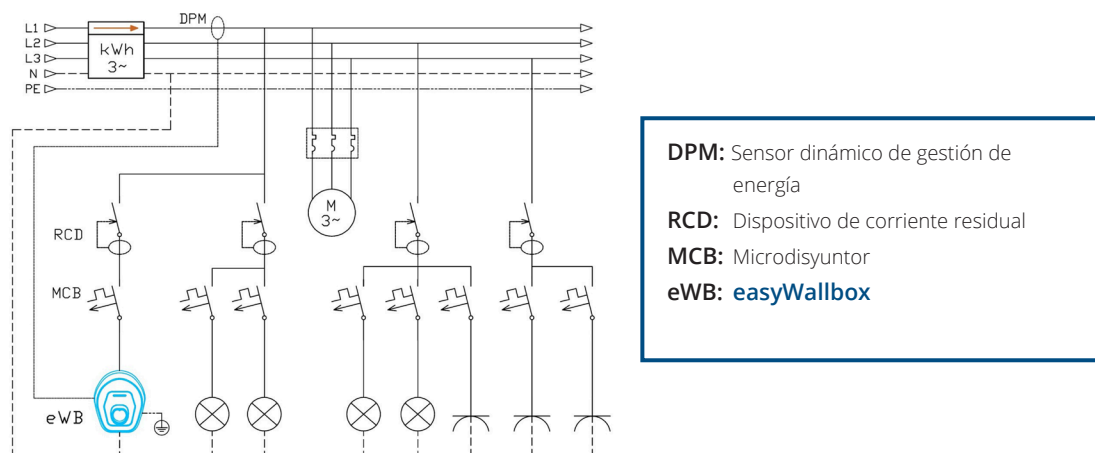 DPM
L1
L2
L3
N
PE
kWh
3~
M
3~
RCD
MCB
eWB
DPM: Sensor dinámico de gestión de
energía
RCD: Dispositivo de corriente residual
MCB: Microdisyuntor
eWB: easyWallbox